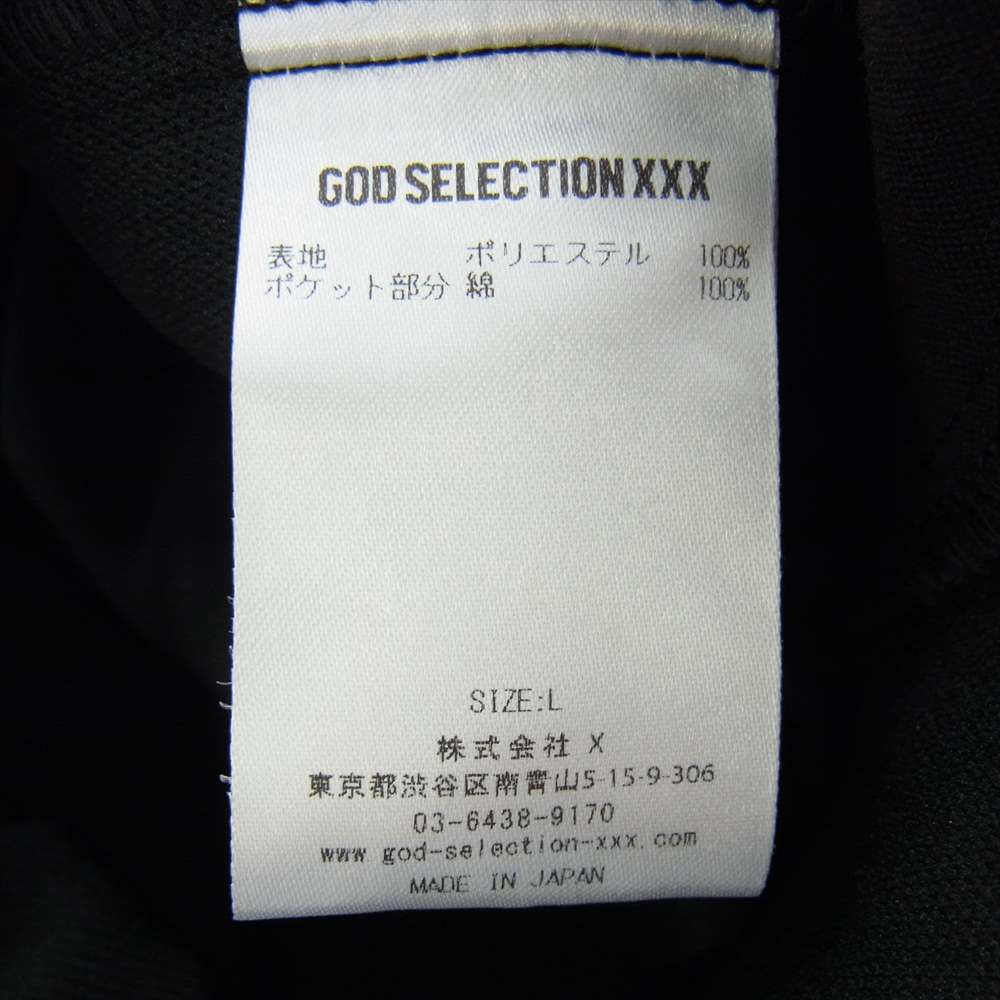 GOD SELECTION XXX
表地 ポリエステル 100%
ポケット部分 綿 100%
SIZE:L
株式会社 X
東京都渋谷区南青山5-15-9-306
03-6438-9170
www god-selection-xxx.com
MADE IN JAPAN